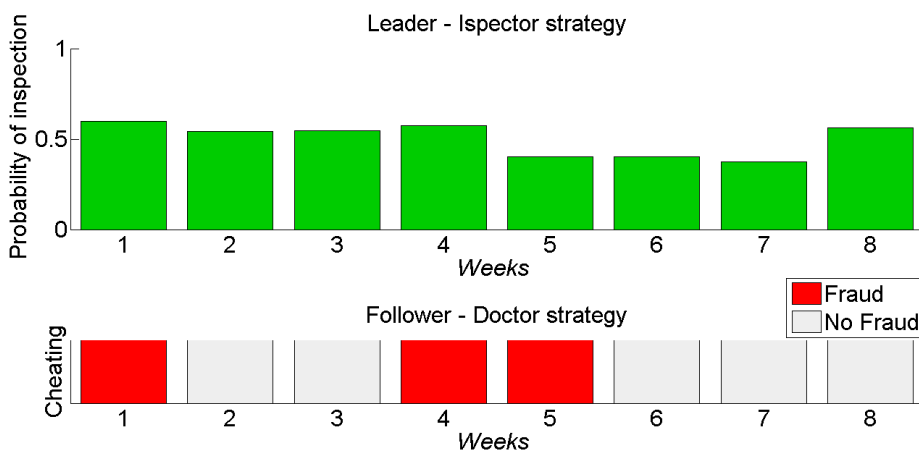 Leader - Ispector strategy
Probability of inspection
1
0.5
0
1 2 3 4 5 6 7 8
Weeks
Fraud
No Fraud
Follower - Doctor strategy
Cheating
1 2 3 4 5 6 7 8
Weeks